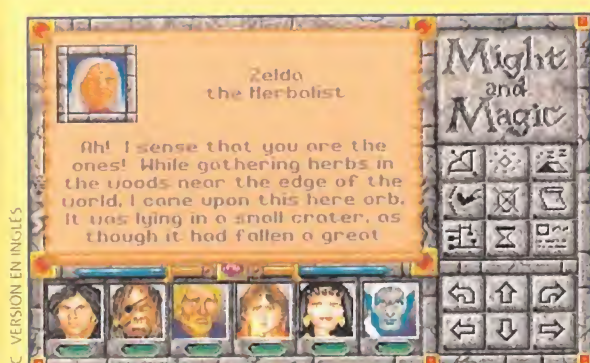 Zelda
the Herbalist
Ah! I sense that you are the
ones! While gathering herbs in
the woods near the edge of the
world, I came upon this here orb.
It was lying in a small crater, as
though it had fallen a great
Might
and
Magic
C VERSION EN INGLES